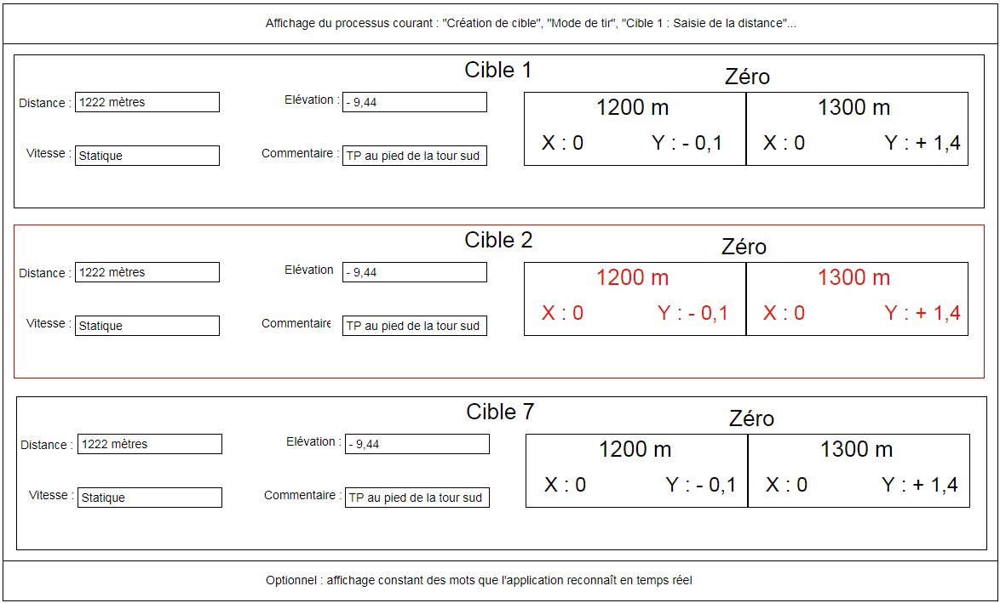 Affichage du processus courant : "Création de cible", "Mode de tir", "Cible 1 : Saisie de la distance"...
Cible 1
Zéro
Distance : 1222 mètres
Elévation : - 9,44
1200 m
1300 m
X : 0
Y : - 0,1
X : 0
Y : + 1,4
Vitesse : Statique
Commentaire : TP au pied de la tour sud
Cible 2
Zéro
Distance : 1222 mètres
Elévation - 9,44
1200 m
1300 m
X : 0
Y : - 0,1
X : 0
Y : + 1,4
Vitesse : Statique
Commentaire TP au pied de la tour sud
Cible 7
Zéro
Distance : 1222 mètres
Elévation : - 9,44
1200 m
1300 m
X : 0
Y : - 0,1
X : 0
Y : + 1,4
Vitesse : Statique
Commentaire : TP au pied de la tour sud
Optionnel : affichage constant des mots que l'application reconnaît en temps réel